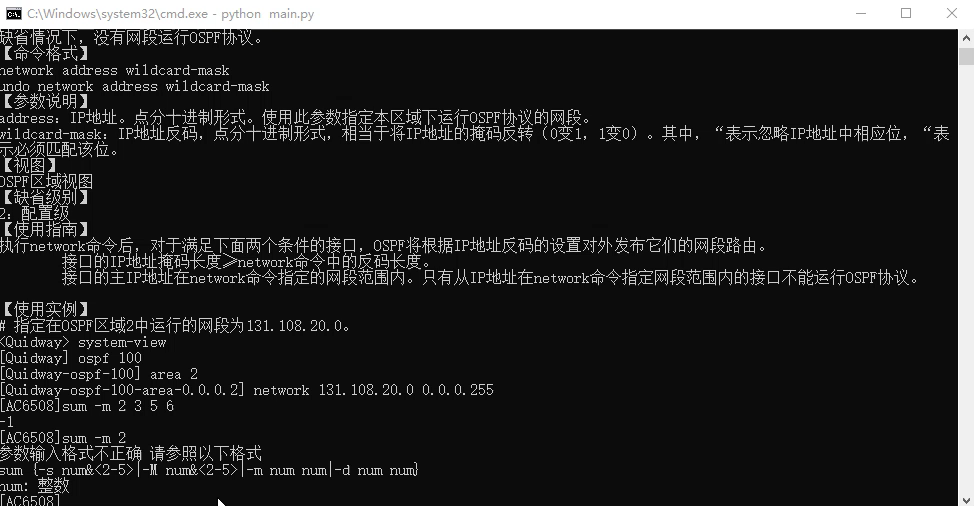 C:\Windows\system32\cmd.exe - python  main.py
缺省情况下，没有网段运行OSPF协议。
【命令格式】
network address wildcard-mask
undo network address wildcard-mask
【参数说明】
address：IP地址。点分十进制形式。使用此参数指定本区域下运行OSPF协议的网段。
wildcard-mask：IP地址反码，点分十进制形式，相当于将IP地址的掩码反转（0变1，1变0）。其中，“表示忽略IP地址中相应位，“表
示必须匹配该位。
【视图】
OSPF区域视图
【缺省级别】
2：配置级
【使用指南】
执行network命令后，对于满足下面两个条件的接口，OSPF将根据IP地址反码的设置对外发布它们的网段路由。
接口的IP地址掩码长度≥network命令中的反码长度。
接口的主IP地址在network命令指定的网段范围内。只有从IP地址在network命令指定网段范围内的接口不能运行OSPF协议。
【使用实例】
# 指定在OSPF区域2中运行的网段为131.108.20.0。
<Quidway> system-view
[Quidway] ospf 100
[Quidway-ospf-100] area 2
[Quidway-ospf-100-area-0.0.0.2] network 131.108.20.0 0.0.0.255
[AC6508]sum -m 2 3 5 6
-1
[AC6508]sum -m 2
参数输入格式不正确 请参照以下格式
sum {-s num&<2-5>|-M num&<2-5>|-m num num|-d num num}
num: 整数
[AC6508]